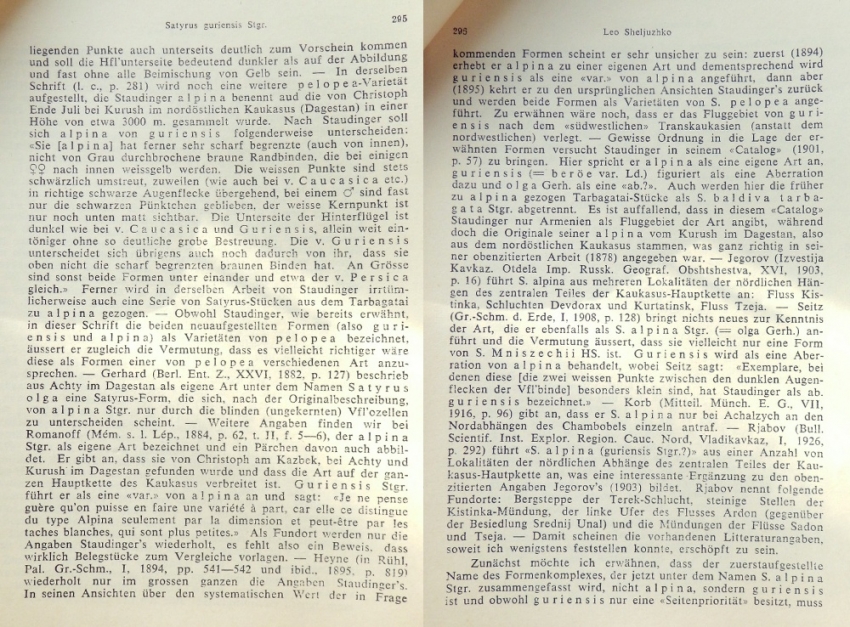 Satyrus guriensis Stgr.
295
liegenden Punkte auch unterseits deutlich zum Vorschein kommen
und soll die Hfl'unterseite bedeutend dunkler als auf der Abbildung
und fast ohne alle Beimischung von Gelb sein. — In derselben
Schrift (l. c., p. 281) wird noch eine weitere pelopea-Varietät
aufgestellt, die Staudinger alpina benennt aud die von Christoph
Ende Juli bei Kurush im nordöstlichen Kaukasus (Dagestan) in einer
Höhe von etwa 3000 m. gesammelt wurde. Nach Staudinger soll
sich alpina von guriensis folgenderweise unterscheiden:
«Sie [alpina] hat ferner sehr scharf begrenzte (auch von innen),
nicht von Grau durchbrochene braune Randbinden, die bei einigen
♀♀ nach innen weissgelb werden. Die weissen Punkte sind stets
schwärzlich umstreut, zuweilen (wie auch bei v. Caucasica etc.)
in richtige schwarze Augenflecke übergehend, bei einem ♂ sind fast
nur die schwarzen Pünktchen geblieben, der weisse Kernpunkt ist
nur noch unten matt sichtbar. Die Unterseite der Hinterflügel ist
dunkel wie bei v. Caucasica und Guriensis, allein weit ein-
töniger ohne so deutliche grobe Bestreuung. Die v. Guriensis
unterscheidet sich übrigens auch noch dadurch von ihr, dass sie
oben nicht die scharf begrenzten braunen Binden hat. An Grösse
sind sonst beide Formen unter einander und etwa der v. Persica
gleich.» Ferner wird in derselben Arbeit von Staudinger irrtüm-
licherweise auch eine Serie von Satyrus-Stücken aus dem Tarbagatai
zu alpina gezogen. — Obwohl Staudinger, wie bereits erwähnt,
in dieser Schrift die beiden neuaufgestellten Formen (also guri-
ensis und alpina) als Varietäten von pelopea bezeichnet,
äussert er zugleich die Vermutung, dass es vielleicht richtiger wäre
diese als Formen einer von pelopea verschiedenen Art anzu-
sprechen. — Gerhard (Berl. Ent. Z., XXVI, 1882, p. 127) beschrieb
aus Achty im Dagestan als eigene Art unter dem Namen Satyrus
olga eine Satyrus-Form, die sich, nach der Originalbeschreibung,
von alpina Stgr. nur durch die blinden (ungekernten) Vfl'ozellen
zu unterscheiden scheint. — Weitere Angaben finden wir bei
Romanoff (Mém. s. l. Lép., 1884, p. 62, t. II, f. 5—6), der alpina
Stgr. als eigene Art bezeichnet und ein Pärchen davon auch abbil-
det. Er gibt an, dass sie von Christoph am Kazbek, bei Achty und
Kurush im Dagestan gefunden wurde und dass die Art auf der gan-
zen Hauptkette des Kaukasus verbreitet ist. Guriensis Stgr.
führt er als eine «var.» von alpina an und sagt: «Je ne pense
guère qu'on puisse en faire une variété à part, car elle ce distingue
du type Alpina seulement par la dimension et peut-être par les
taches blanches, qui sont plus petites.» Als Fundort werden nur die
Angaben Staudinger's wiederholt, es fehlt also ein Beweis, dass
wirklich Belegstücke zum Vergleiche vorlagen. — Heyne (in Rühl,
Pal. Gr.-Schm., I, 1894, pp. 541—542 und ibid., 1895, p. 819)
wiederholt nur im grossen ganzen die Angaben Staudinger's.
In seinen Ansichten über den systematischen Wert der in Frage
296
Leo Sheljuzhko
kommenden Formen scheint er sehr unsicher zu sein: zuerst (1894)
erhebt er alpina zu einer eigenen Art und dementsprechend wird
guriensis als eine «var.» von alpina angeführt, dann aber
(1895) kehrt er zu den ursprünglichen Ansichten Staudinger's zurück
und werden beide Formen als Varietäten von S. pelopea ange-
führt. Zu erwähnen wäre noch, dass er das Fluggebiet von guri-
ensis nach dem «südwestlichen» Transkaukasien (anstatt dem
nordwestlichen) verlegt. — Gewisse Ordnung in die Lage der er-
wähnten Formen versucht Staudinger in seinem «Catalog» (1901,
p. 57) zu bringen. Hier spricht er alpina als eine eigene Art an,
guriensis (= beröe var. Ld.) figuriert als eine Aberration
dazu und olga Gerh. als eine «ab.?». Auch werden hier die früher
zu alpina gezogen Tarbagatai-Stücke als S. baldiva tarba-
gata Stgr. abgetrennt. Es ist auffallend, dass in diesem «Catalog»
Staudinger nur Armenien als Fluggebiet der Art angibt, während
doch die Originale seiner alpina vom Kurush im Dagestan, also
aus dem nordöstlichen Kaukasus stammen, was ganz richtig in sei-
ner obenzitierten Arbeit (1878) angegeben war. — Jegorov (Izvestija
Kavkaz. Otdela Imp. Russk. Geograf. Obshtshestva, XVI, 1903,
p. 16) führt S. alpina aus mehreren Lokalitäten der nördlichen Hän-
gen des zentralen Teiles der Kaukasus-Hauptkette an: Fluss Kis-
tinka, Schluchten Devdorax und Kurtatinsk, Fluss Tzeja. — Seitz
(Gr.-Schm. d. Erde, I, 1908, p. 128) bringt nichts neues zur Kenntnis
der Art, die er ebenfalls als S. alpina Stgr. (= olga Gerh.) an-
führt und die Vermutung äussert, dass sie vielleicht nur eine Form
von S. Mniszechii HS. ist. Guriensis wird als eine Aber-
ration von alpina behandelt, wobei Seitz sagt: «Exemplare, bei
denen diese [die zwei weissen Punkte zwischen den dunklen Augen-
flecken der Vfl'binde] besonders klein sind, hat Staudinger als ab.
guriensis bezeichnet.» — Korb (Mitteil. Münch. E. G., VII,
1916, p. 96) gibt an, dass er S. alpina nur bei Achalzych an den
Nordabhängen des Chambobels einzeln antraf. — Rjabov (Bull.
Scientif. Inst. Explor. Region. Cauc. Nord, Vladikavkaz, I, 1926,
p. 292) führt «S. alpina (guriensis Stgr.?)» aus einer Anzahl von
Lokalitäten der nördlichen Abhänge des zentralen Teiles der Kau-
kasus-Hautpkette an, was eine interessante Ergänzung zu den oben-
zitierten Angaben Jegorov's (1903) bildet. Rjabov nennt folgende
Fundorte: Bergsteppe der Terek-Schlucht, steinige Stellen der
Kistinka-Mündung, der linke Ufer des Flusses Ardon (gegenüber
der Besiedlung Srednij Unal) und die Mündungen der Flüsse Sadon
und Tseja. — Damit scheinen die vorhandenen Litteraturangaben,
soweit ich wenigstens feststellen konnte, erschöpft zu sein.
Zunächst möchte ich erwähnen, dass der zuerstaufgestellte
Name des Formenkomplexes, der jetzt unter dem Namen S. alpina
Stgr. zusammengefasst wird, nicht alpina, sondern guriensis
ist und obwohl guriensis nur eine «Seitenpriorität» besitzt, muss